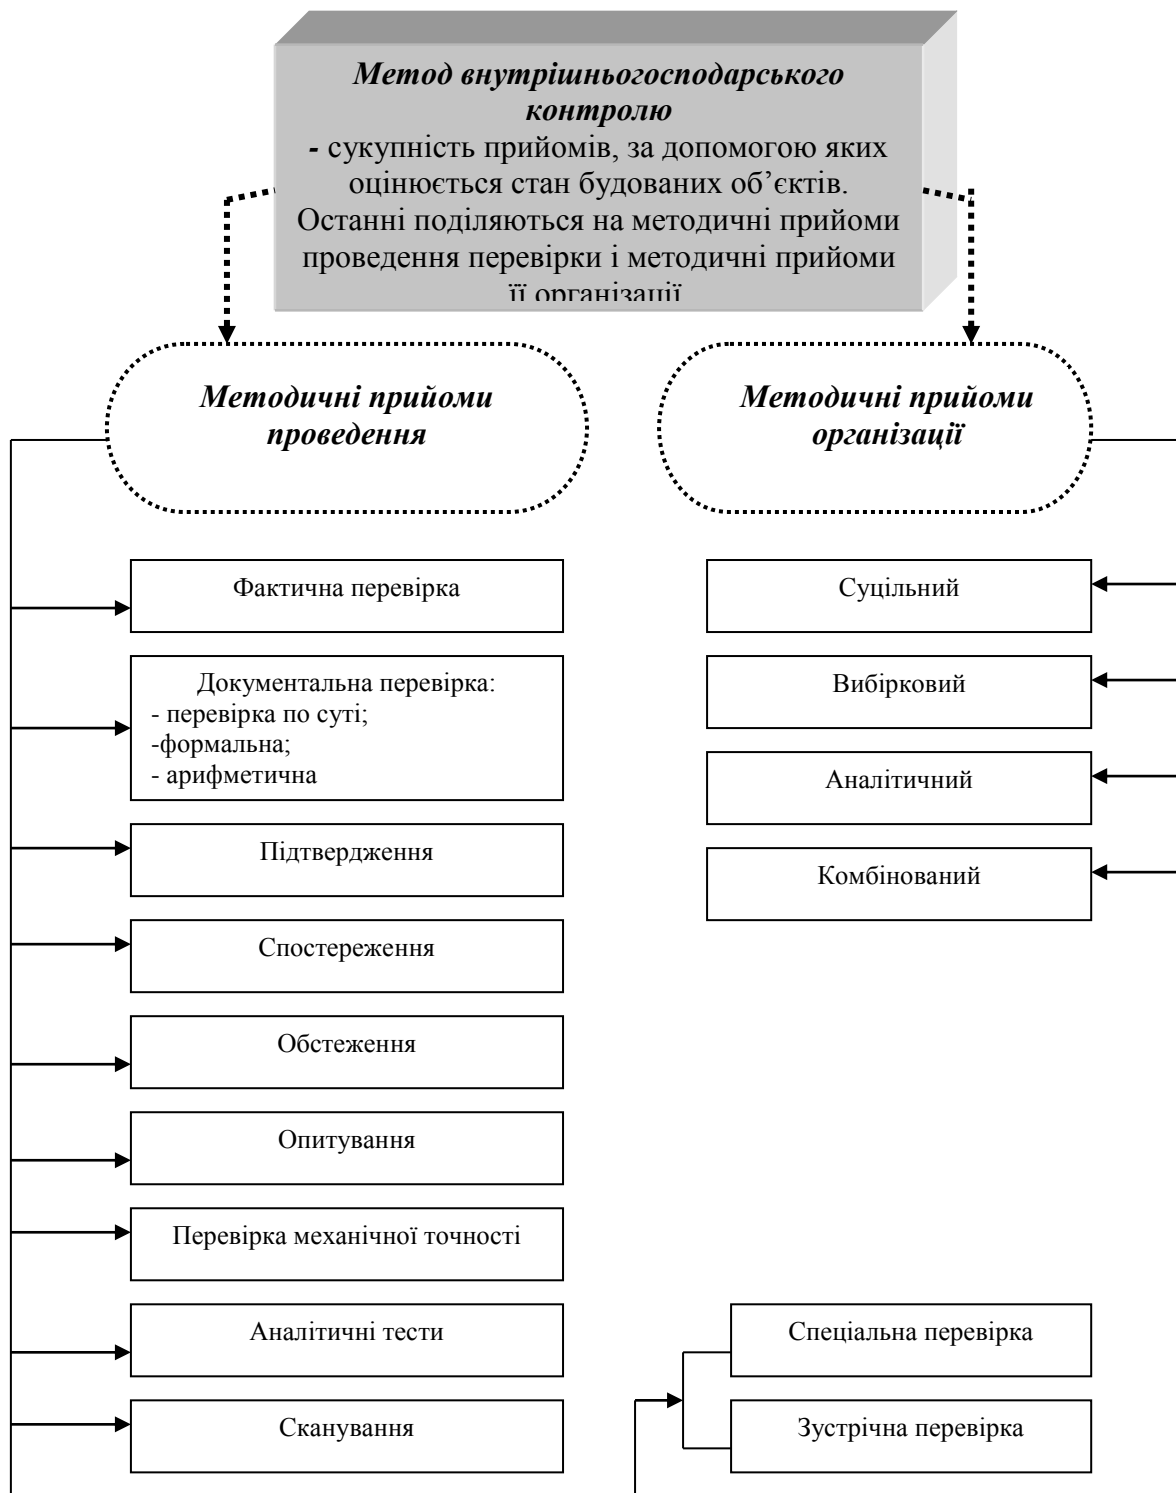 Метод внутрішньогосподарського
контролю
- сукупність прийомів, за допомогою яких
оцінюється стан будованих об’єктів.
Останні поділяються на методичні прийоми
проведення перевірки і методичні прийоми
її організації
Методичні прийоми
проведення
Методичні прийоми
організації
Фактична перевірка
Документальна перевірка:
- перевірка по суті;
-формальна;
- арифметична
Підтвердження
Спостереження
Обстеження
Опитування
Перевірка механічної точності
Аналітичні тести
Сканування
Суцільний
Вибірковий
Аналітичний
Комбінований
Спеціальна перевірка
Зустрічна перевірка